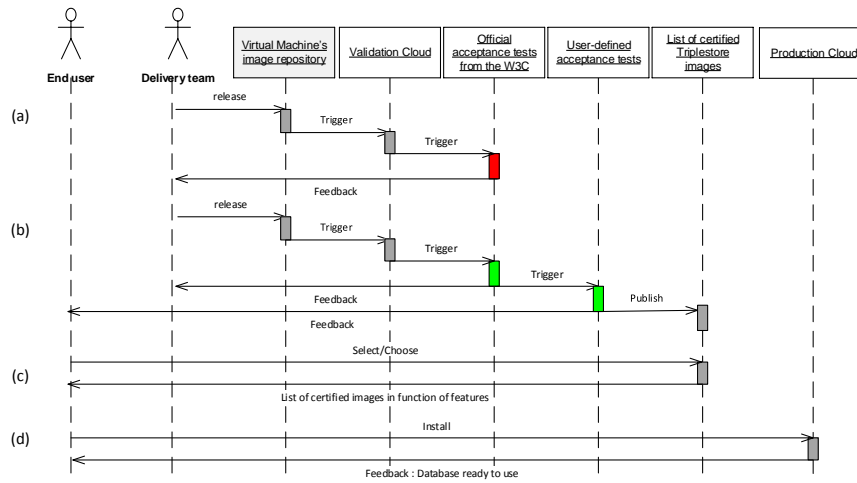 End user
Delivery team
Virtual Machine's
image repository
Validation Cloud
Official
acceptance tests
from the W3C
User-defined
acceptance tests
List of certified
Triplestore
images
Production Cloud
(a)
release
Trigger
Trigger
Feedback
(b)
release
Trigger
Trigger
Trigger
Feedback
Publish
Feedback
(c)
Select/Choose
List of certified images in function of features
(d)
Install
Feedback : Database ready to use